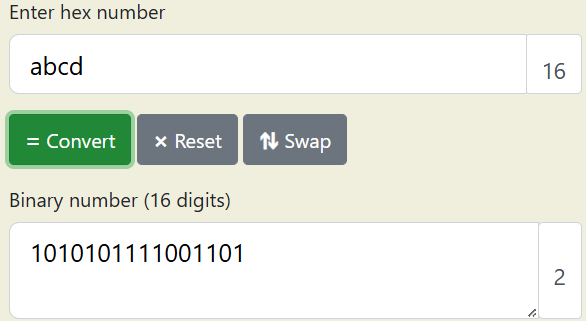 Enter hex number
abcd 16
= Convert × Reset Swap
Binary number (16 digits)
1010101111001101
2